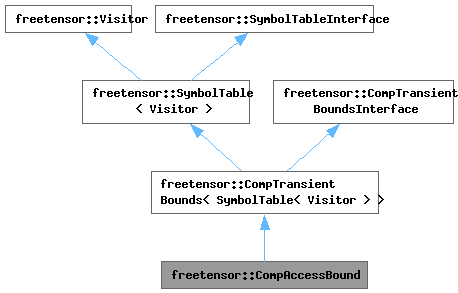 freetensor::Visitor
freetensor::SymbolTableInterface
freetensor::SymbolTable
< Visitor >
freetensor::CompTransient
BoundsInterface
freetensor::CompTransient
Bounds< SymbolTable< Visitor > >
freetensor::CompAccessBound